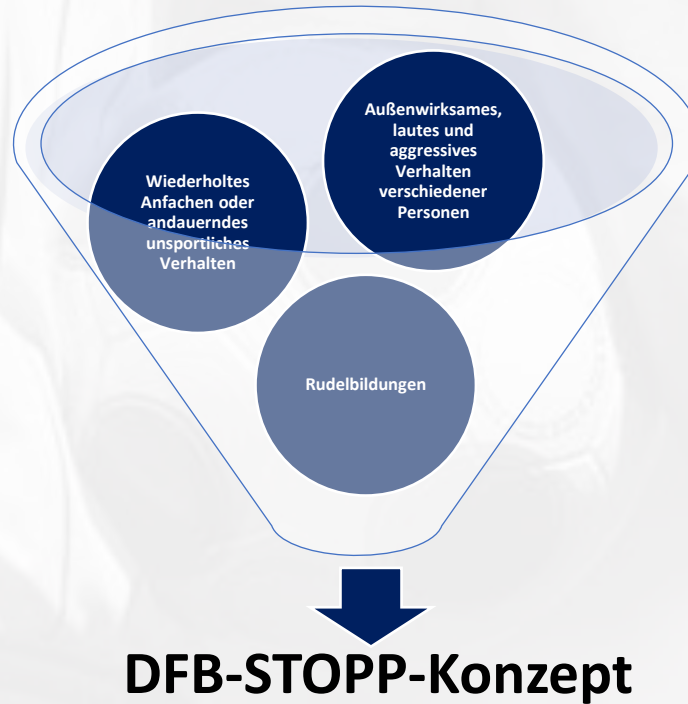 Außenwirksames,
lautes und
aggressives
Verhalten
verschiedener
Personen
Wiederholtes
Anfachen oder
andauerndes
unsportliches
Verhalten
Rudelbildungen
DFB-STOPP-Konzept